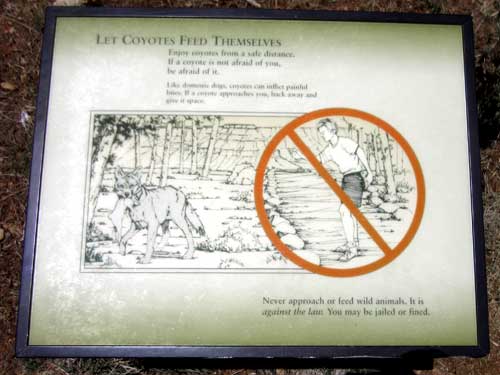 LET COYOTES FEED THEMSELVES
Enjoy coyotes from a safe distance.
If a coyote is not afraid of you,
be afraid of it.
Like domestic dogs, coyotes can inflict painful
bites. If a coyote approaches you, back away and
give it space.
Never approach or feed wild animals. It is
against the law. You may be jailed or fined.